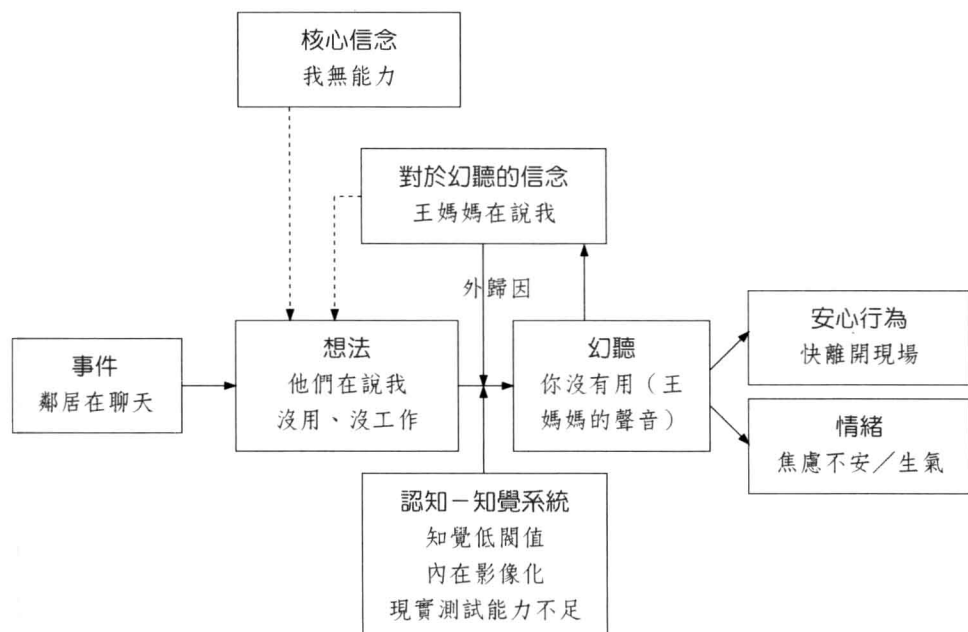 核心信念
我無能力
對於幻聽的信念
王媽媽在說我
外歸因
事件
鄰居在聊天
想法
他們在說我
沒用、沒工作
幻聽
你沒有用（王
媽媽的聲音）
安心行為
快離開現場
情緒
焦慮不安／生氣
認知－知覺系統
知覺低閾值
內在影像化
現實測試能力不足